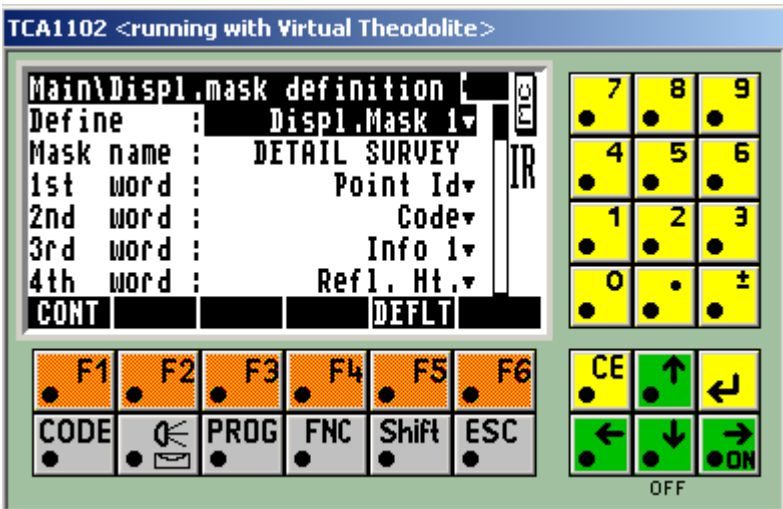 TCA1102 <running with Virtual Theodolite>
Main\Displ.mask definition
MC
Define : Displ.Mask 1
Mask name : DETAIL SURVEY
IR
1st word : Point Id
2nd word : Code
3rd word : Info 1
4th word : Refl. Ht.
CONT DEFLT
7 8 9
4 5 6
1 2 3
0 . ±
F1 F2 F3 F4 F5 F6
CE
CODE PROG FNC Shift ESC
ON
OFF